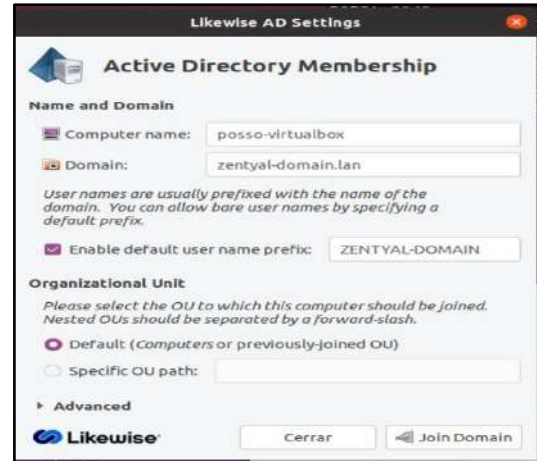 Likewise AD Settings
Active Directory Membership
Name and Domain
Computer name: posso-virtualbox
Domain: zentyal-domain.lan
User names are usually prefixed with the name of the
domain. You can allow bare user names by specifying a
default prefix.
Enable default user name prefix: ZENTYAL-DOMAIN
Organizational Unit
Please select the OU to which this computer should be joined.
Nested OUs should be separated by a forward-slash.
Default (Computers or previously-joined OU)
Specific OU path:
Advanced
Likewise Cerrar Join Domain